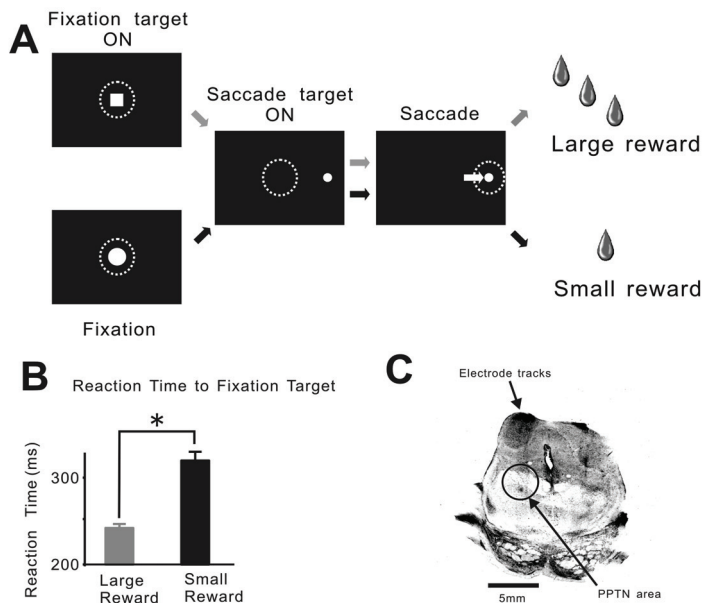 A
Fixation target
ON
Saccade target
ON
Saccade
Large reward
Small reward
Fixation
B
Reaction Time to Fixation Target
*
Reaction Time (ms)
300
200
Large
Reward
Small
Reward
C
Electrode tracks
5mm
PPTN area